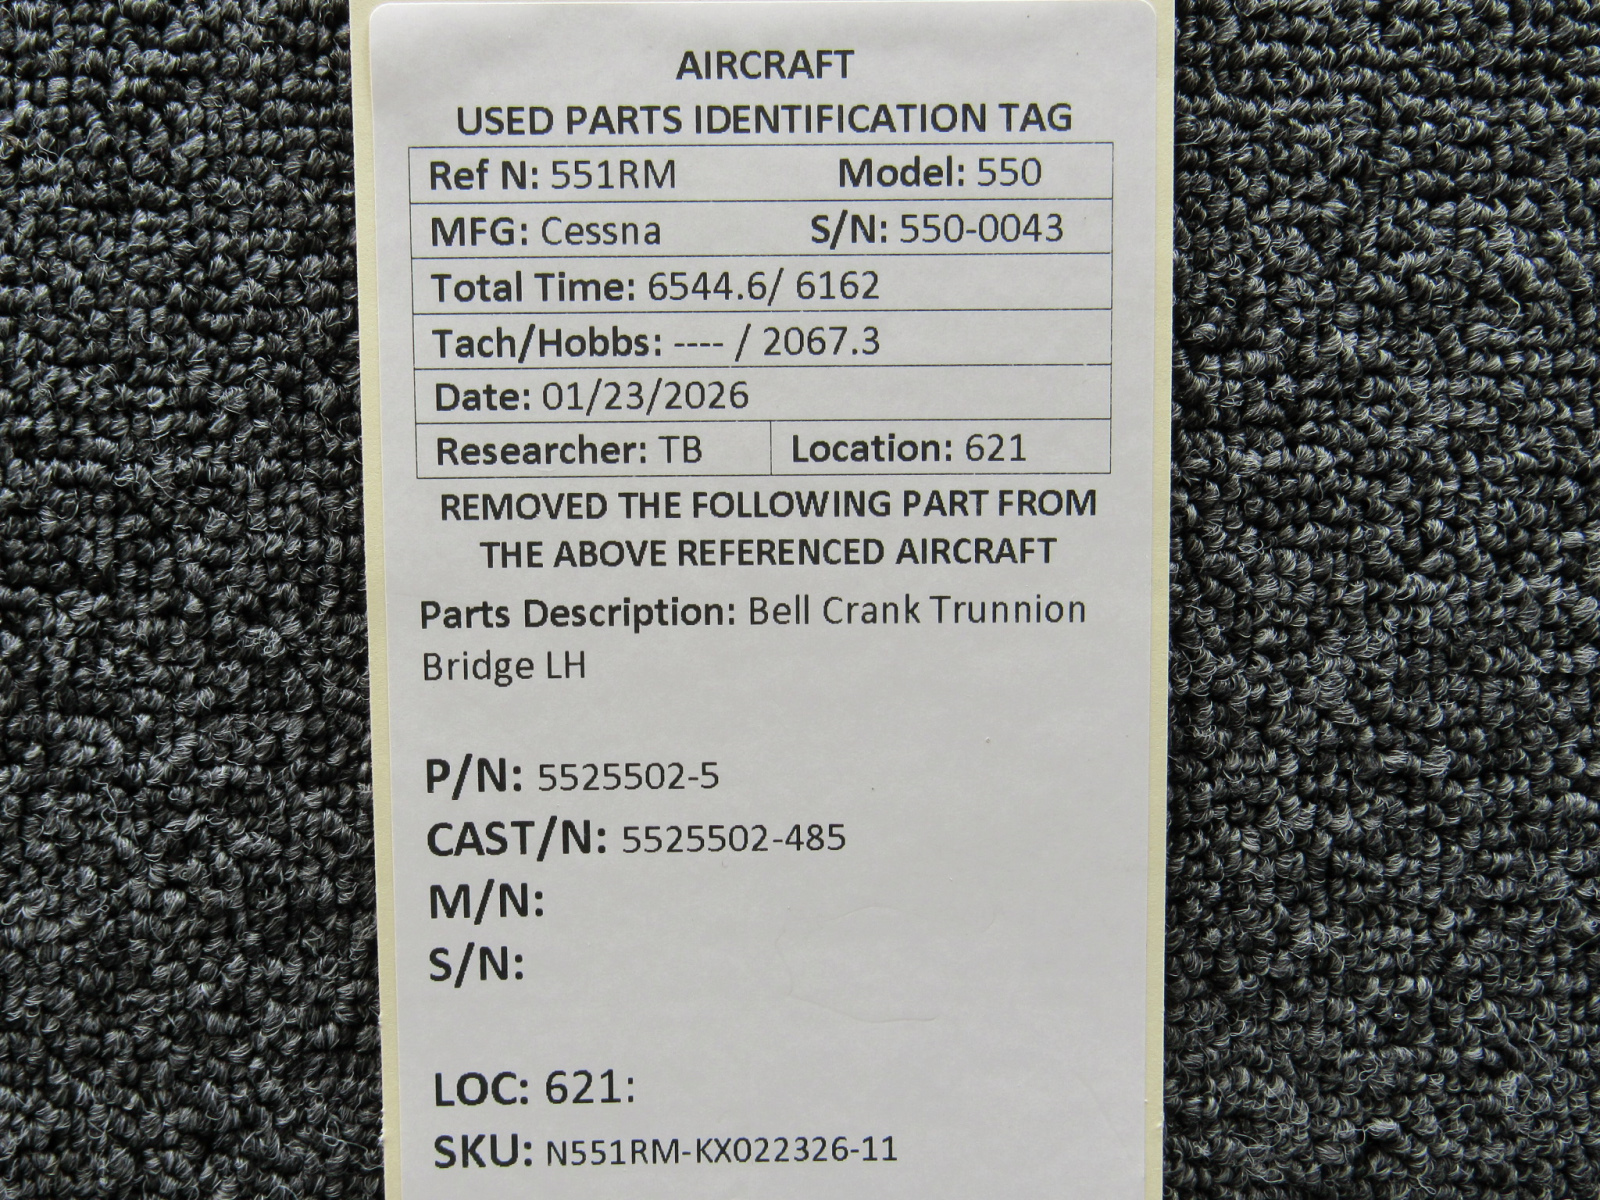 AIRCRAFT
USED PARTS IDENTIFICATION TAG
Ref N: 551RM Model: 550
MFG: Cessna S/N: 550-0043
Total Time: 6544.6/ 6162
Tach/Hobbs: ---- / 2067.3
Date: 01/23/2026
Researcher: TB Location: 621
REMOVED THE FOLLOWING PART FROM
THE ABOVE REFERENCED AIRCRAFT
Parts Description: Bell Crank Trunnion
Bridge LH
P/N: 5525502-5
CAST/N: 5525502-485
M/N:
S/N:
LOC: 621:
SKU: N551RM-KX022326-11